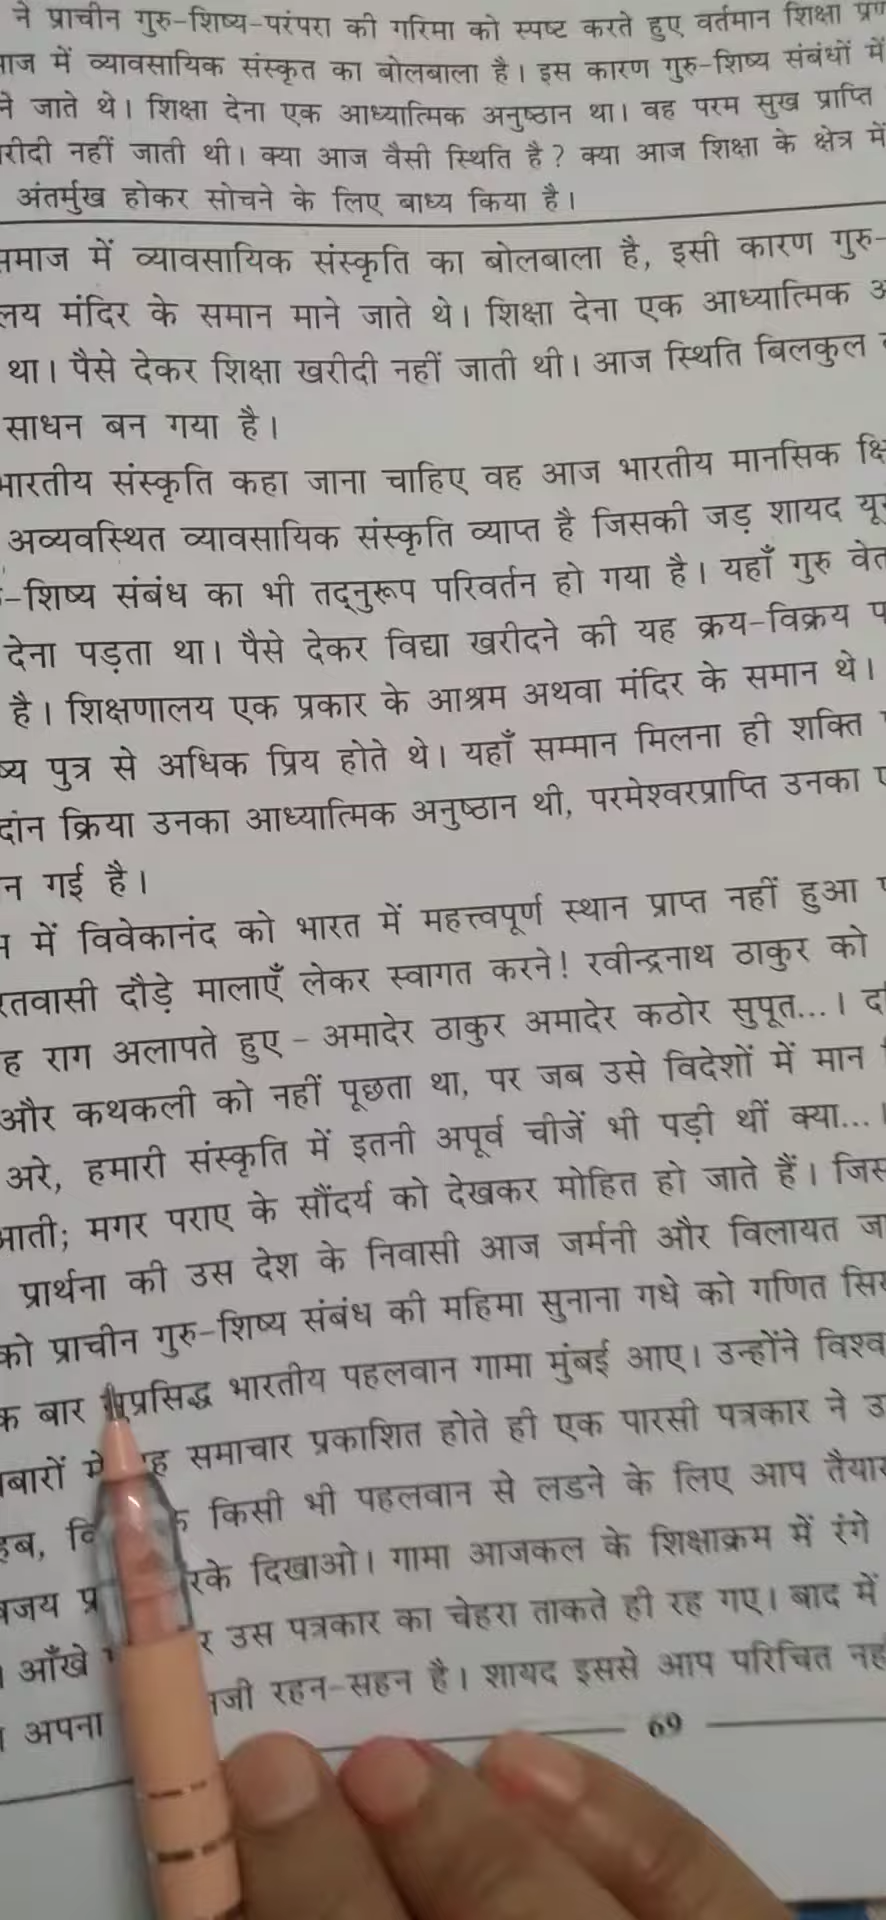 ने प्राचीन गुरु-शिष्य-परंपरा की गरिमा को स्पष्ट करते हुए वर्तमान शिक्षा
में व्यावसायिक संस्कृत का बोलबाला है। इस कारण गुरु-शिष्य संबंधों में
ने जाते थे। शिक्षा देना एक आध्यात्मिक अनुष्ठान था। वह परम सुख प्राप्ति
नहीं जाती थी। क्या आज वैसी स्थिति है? क्या आज शिक्षा के क्षेत्र में
अंतर्मुख होकर सोचने के लिए बाध्य किया है।
समाज में व्यावसायिक संस्कृति का बोलबाला है, इसी कारण गुरु-
लय मंदिर के समान माने जाते थे। शिक्षा देना एक आध्यात्मिक
था। पैसे देकर शिक्षा खरीदी नहीं जाती थी। आज स्थिति बिलकुल
साधन बन गया है।
भारतीय संस्कृति कहा जाना चाहिए वह आज भारतीय मानसिक
अव्यवस्थित व्यावसायिक संस्कृति व्याप्त है जिसकी जड़ शायद
-शिष्य संबंध का भी तद्नुरूप परिवर्तन हो गया है। यहाँ गुरु
देना पड़ता था। पैसे देकर विद्या खरीदने की यह क्रय-विक्रय
है। शिक्षणालय एक प्रकार के आश्रम अथवा मंदिर के समान थे।
ष्य पुत्र से अधिक प्रिय होते थे। यहाँ सम्मान मिलना ही शक्ति
दांन क्रिया उनका आध्यात्मिक अनुष्ठान थी, परमेश्वरप्राप्ति उनका
न गई है।
में विवेकानंद को भारत में महत्त्वपूर्ण स्थान प्राप्त नहीं हुआ
रतवासी दौड़े मालाएँ लेकर स्वागत करने! रवीन्द्रनाथ ठाकुर को
ह राग अलापते हुए - अमादेर ठाकुर अमादेर कठोर सुपूत...।
और कथकली को नहीं पूछता था, पर जब उसे विदेशों में मान
अरे, हमारी संस्कृति में इतनी अपूर्व चीजें भी पड़ी थीं क्या...।
आती; मगर पराए के सौंदर्य को देखकर मोहित हो जाते हैं। जिस
प्रार्थना की उस देश के निवासी आज जर्मनी और विलायत
को प्राचीन गुरु-शिष्य संबंध की महिमा सुनाना गधे को गणित
क बार सुप्रसिद्ध भारतीय पहलवान गामा मुंबई आए। उन्होंने विश्व
बारों में समाचार प्रकाशित होते ही एक पारसी पत्रकार ने
किसी भी पहलवान से लडने के लिए आप तैयार
रके दिखाओ। गामा आजकल के शिक्षाक्रम में रंगे
आँखे उस पत्रकार का चेहरा ताकते ही रह गए। बाद में
अपना रहन-सहन है। शायद इससे आप परिचित
69